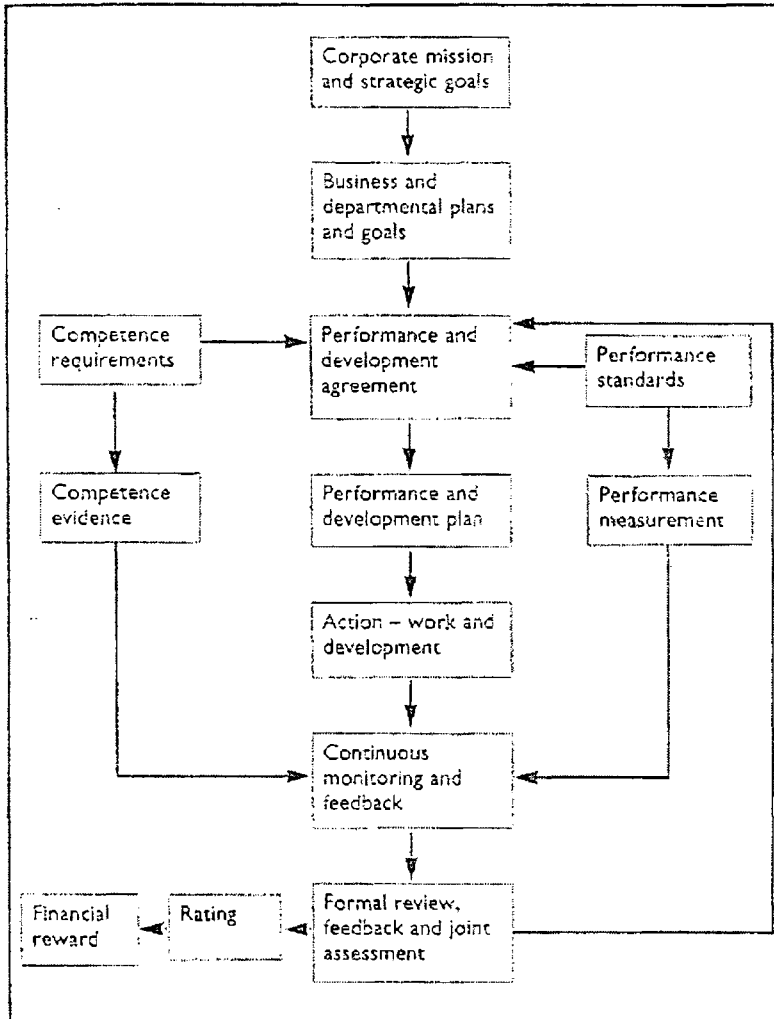 Corporate mission
and strategic goals
Business and
departmental plans
and goals
Competence
requirements
Performance and
development
agreement
Performance
standards
Competence
evidence
Performance and
development plan
Performance
measurement
Action – work and
development
Continuous
monitoring and
feedback
Financial
reward
Rating
Formal review,
feedback and joint
assessment